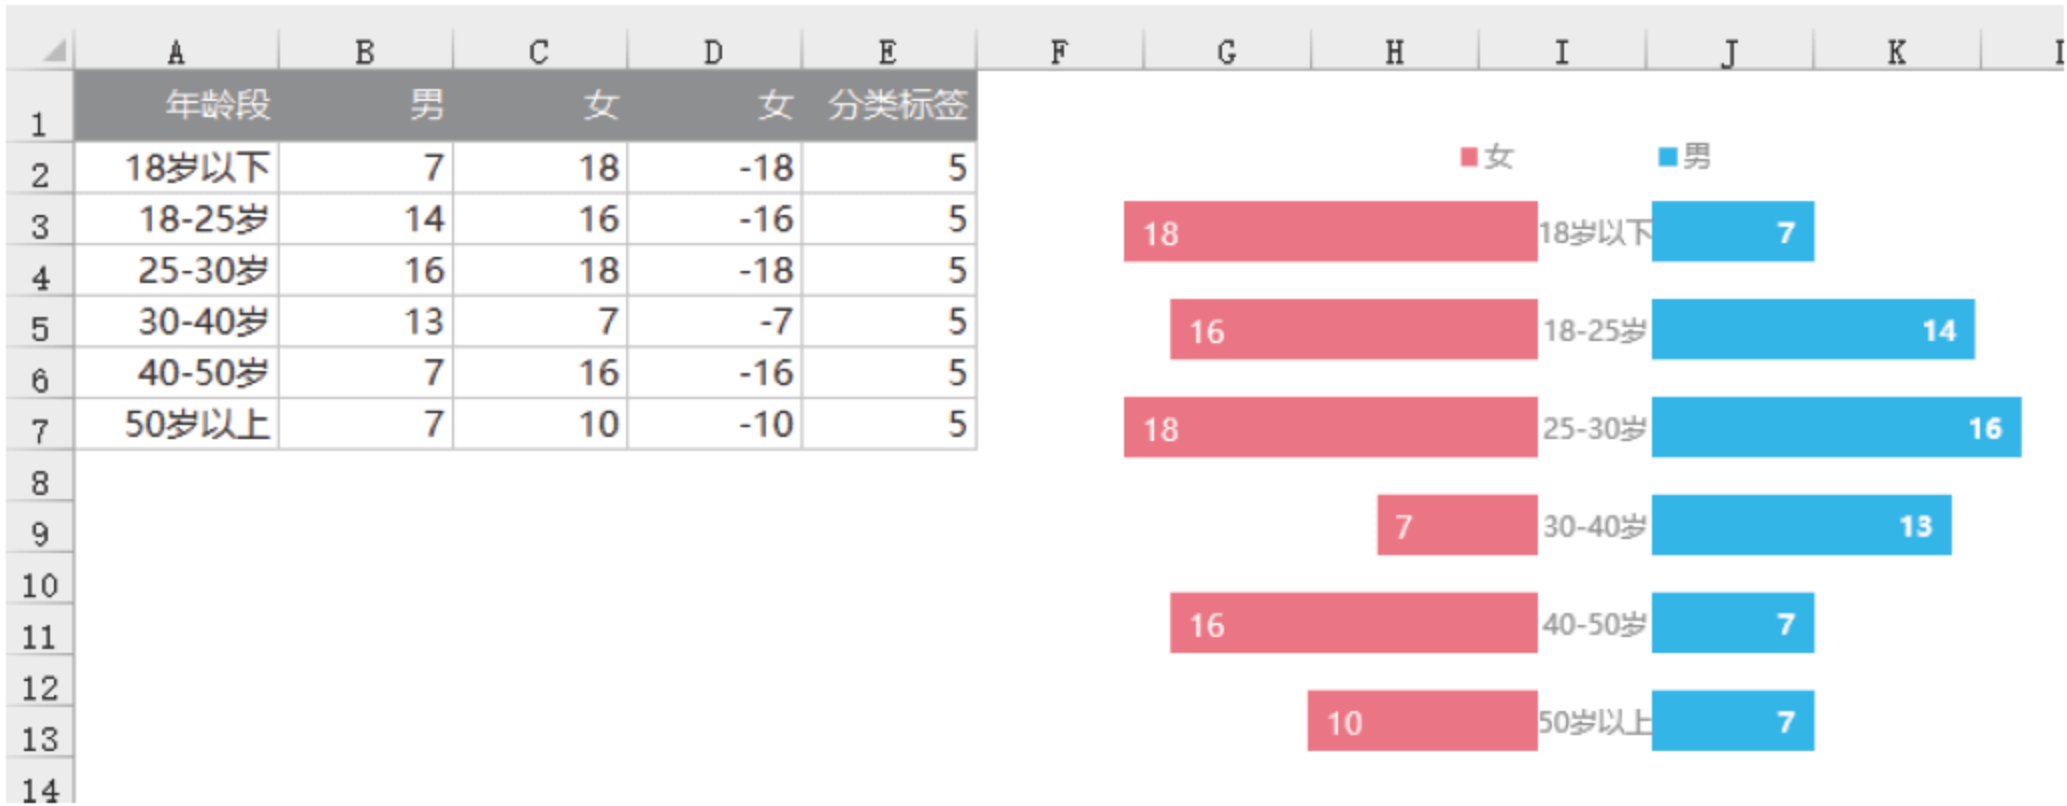 A B C D E F G H I J K
1 年龄段 男 女 女 分类标签
2 18岁以下 7 18 -18 5
3 18-25岁 14 16 -16 5
4 25-30岁 16 18 -18 5
5 30-40岁 13 7 -7 5
6 40-50岁 7 16 -16 5
7 50岁以上 7 10 -10 5
8
9
10
11
12
13
14
女 男
18 18岁以下 7
16 18-25岁 14
18 25-30岁 16
7 30-40岁 13
16 40-50岁 7
10 50岁以上 7